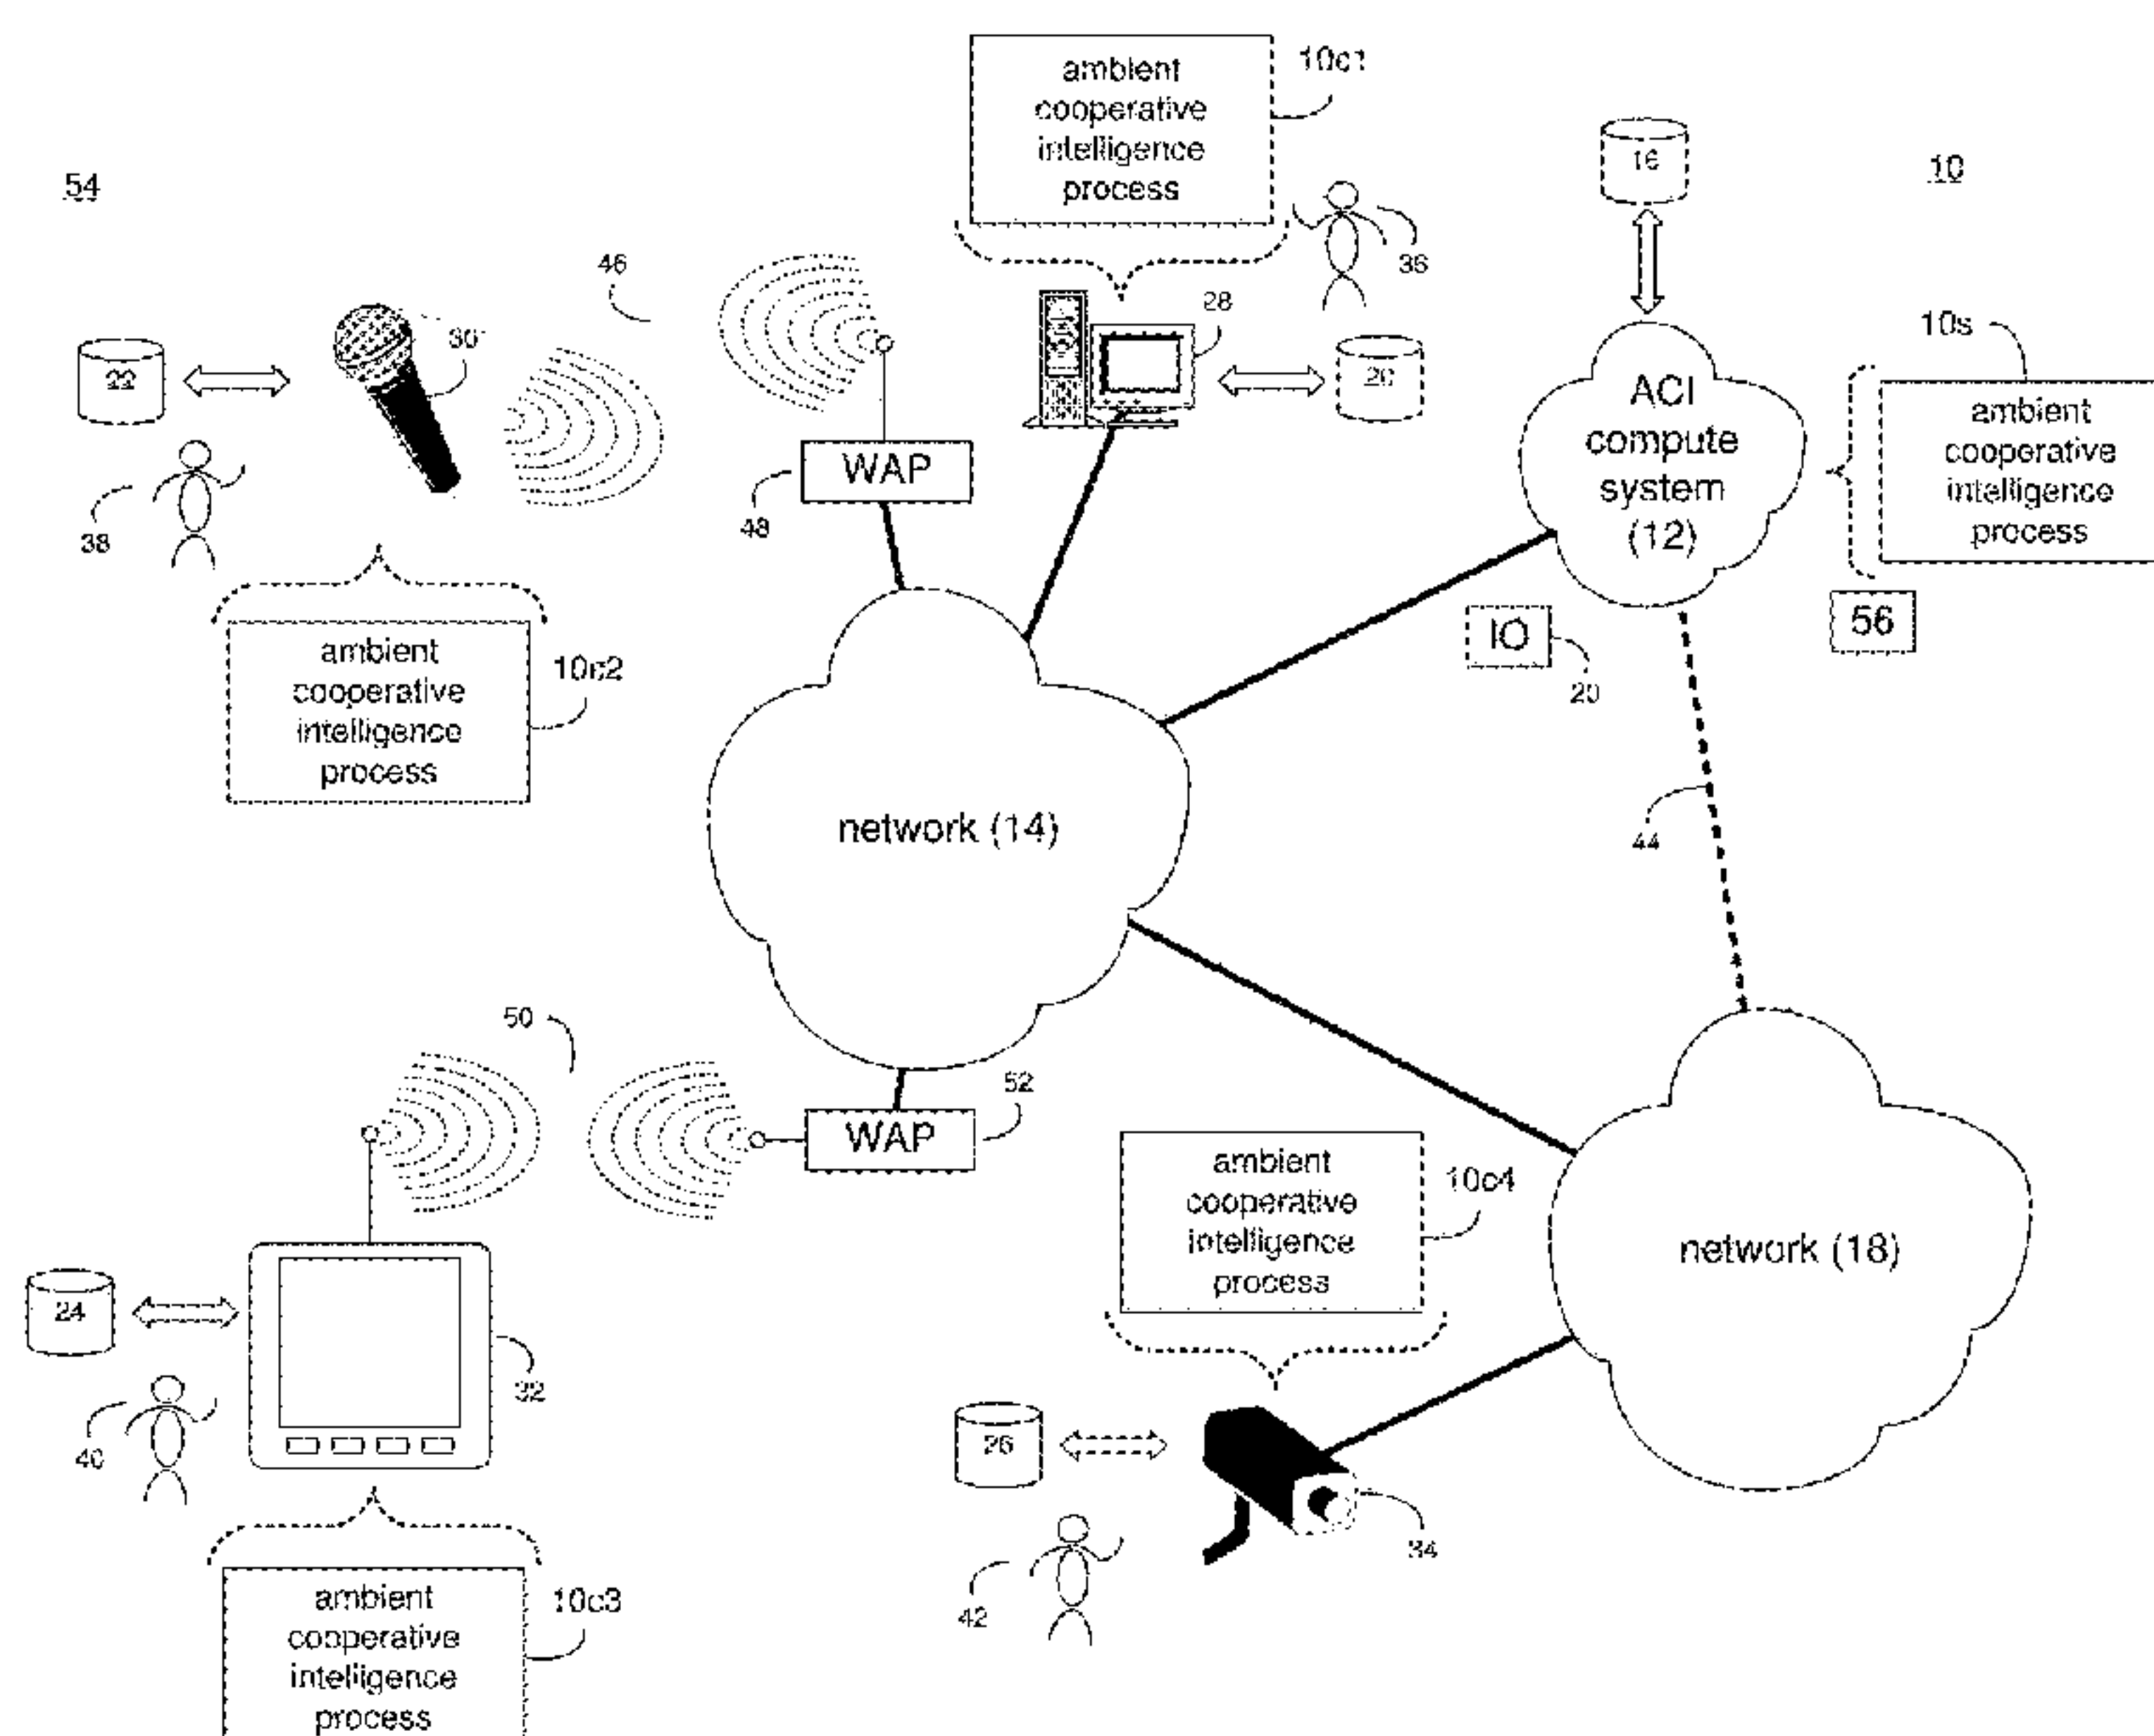 ambient
cooperative
intelligence
process
10c1
16
10
54
46
36
28
30
22
20
10s
ACI
compute
system
(12)
ambient
cooperative
intelligence
process
WAP
48
38
56
IO
20
ambient
cooperative
intelligence
process
10c2
network (14)
44
50
52
WAP
ambient
cooperative
intelligence
process
10c4
network (18)
24
32
40
26
34
42
ambient
cooperative
intelligence
process
10c3